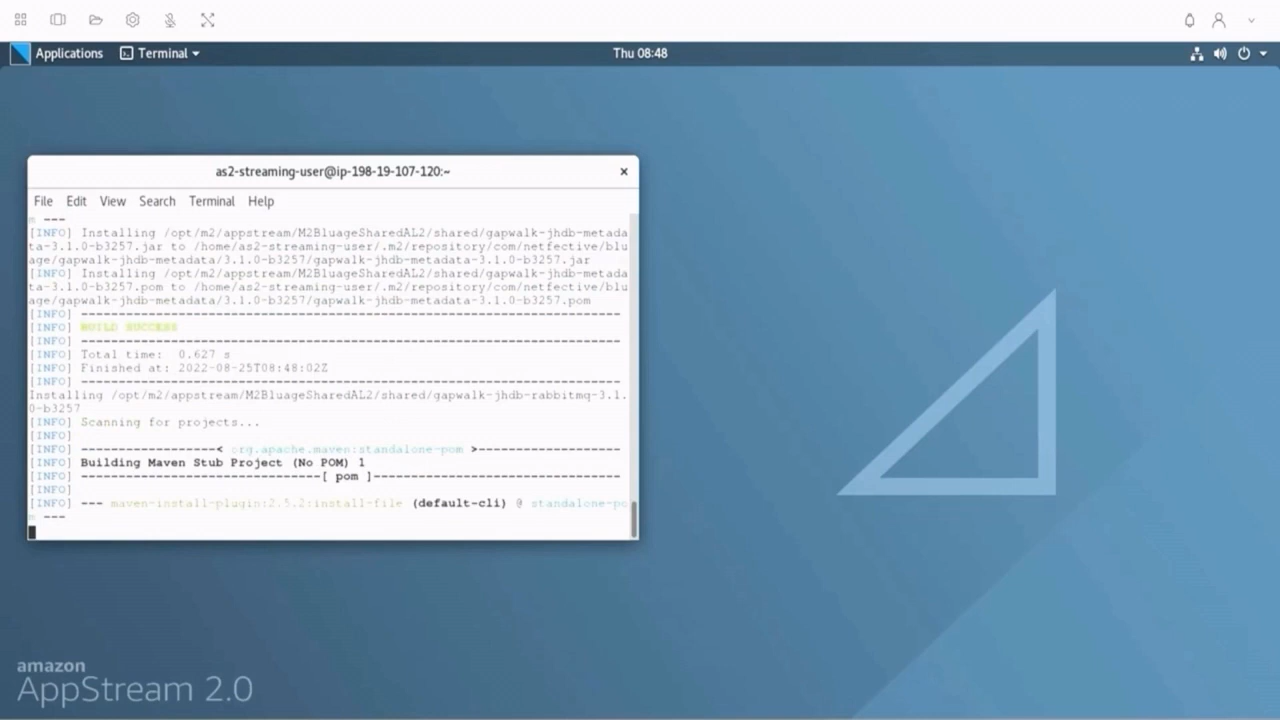 Applications Terminal Thu 08:48
as2-streaming-user@ip-198-19-107-120:~
File Edit View Search Terminal Help
m ---
[INFO] Installing /opt/m2/appstream/M2BluageSharedAL2/shared/gapwalk-jhdb-metada
ta-3.1.0-b3257.jar to /home/as2-streaming-user/.m2/repository/com/netfective/blu
age/gapwalk-jhdb-metadata/3.1.0-b3257/gapwalk-jhdb-metadata-3.1.0-b3257.jar
[INFO] Installing /opt/m2/appstream/M2BluageSharedAL2/shared/gapwalk-jhdb-metada
ta-3.1.0-b3257.pom to /home/as2-streaming-user/.m2/repository/com/netfective/blu
age/gapwalk-jhdb-metadata/3.1.0-b3257/gapwalk-jhdb-metadata-3.1.0-b3257.pom
[INFO] ------------------------------------------------------------------------
[INFO] BUILD SUCCESS
[INFO] ------------------------------------------------------------------------
[INFO] Total time:  0.627 s
[INFO] Finished at: 2022-08-25T08:48:02Z
[INFO] ------------------------------------------------------------------------
Installing /opt/m2/appstream/M2BluageSharedAL2/shared/gapwalk-jhdb-rabbitmq-3.1.
0-b3257
[INFO] Scanning for projects...
[INFO]
[INFO] ------------------< org.apache.maven:standalone-pom >-------------------
[INFO] Building Maven Stub Project (No POM) 1
[INFO] --------------------------------[ pom ]---------------------------------
[INFO]
[INFO] --- maven-install-plugin:2.5.2:install-file (default-cli) @ standalone-po
m ---
amazon
AppStream 2.0